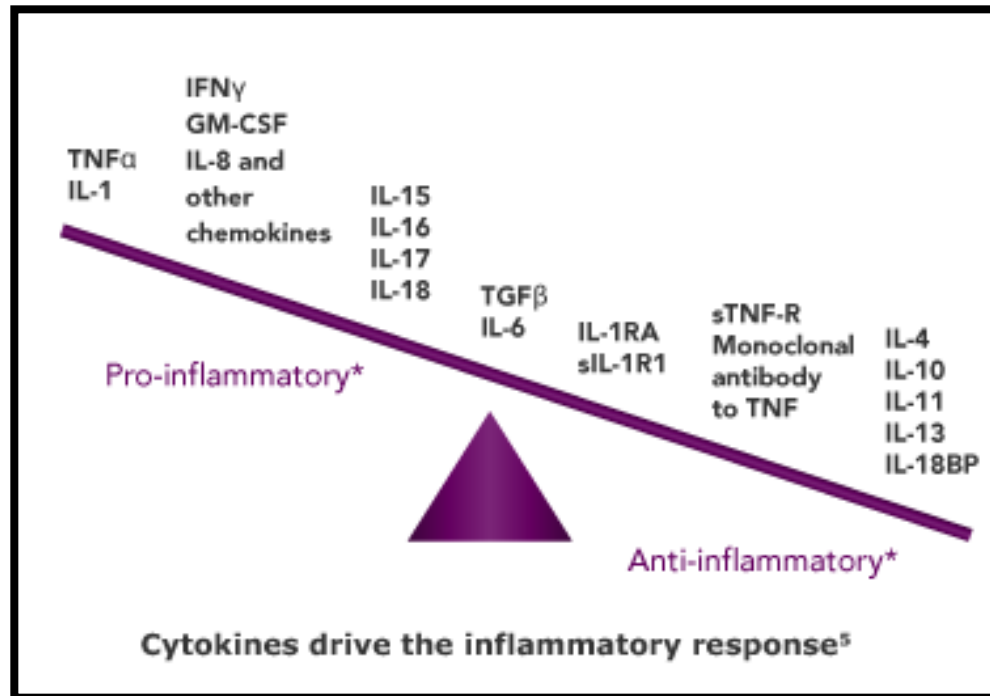 TNFα
IL-1
IFNγ
GM-CSF
IL-8 and
other
chemokines
IL-15
IL-16
IL-17
IL-18
TGFβ
IL-6
IL-1RA
sIL-1R1
sTNF-R
Monoclonal
antibody
to TNF
IL-4
IL-10
IL-11
IL-13
IL-18BP
Pro-inflammatory*
Anti-inflammatory*
Cytokines drive the inflammatory response⁵